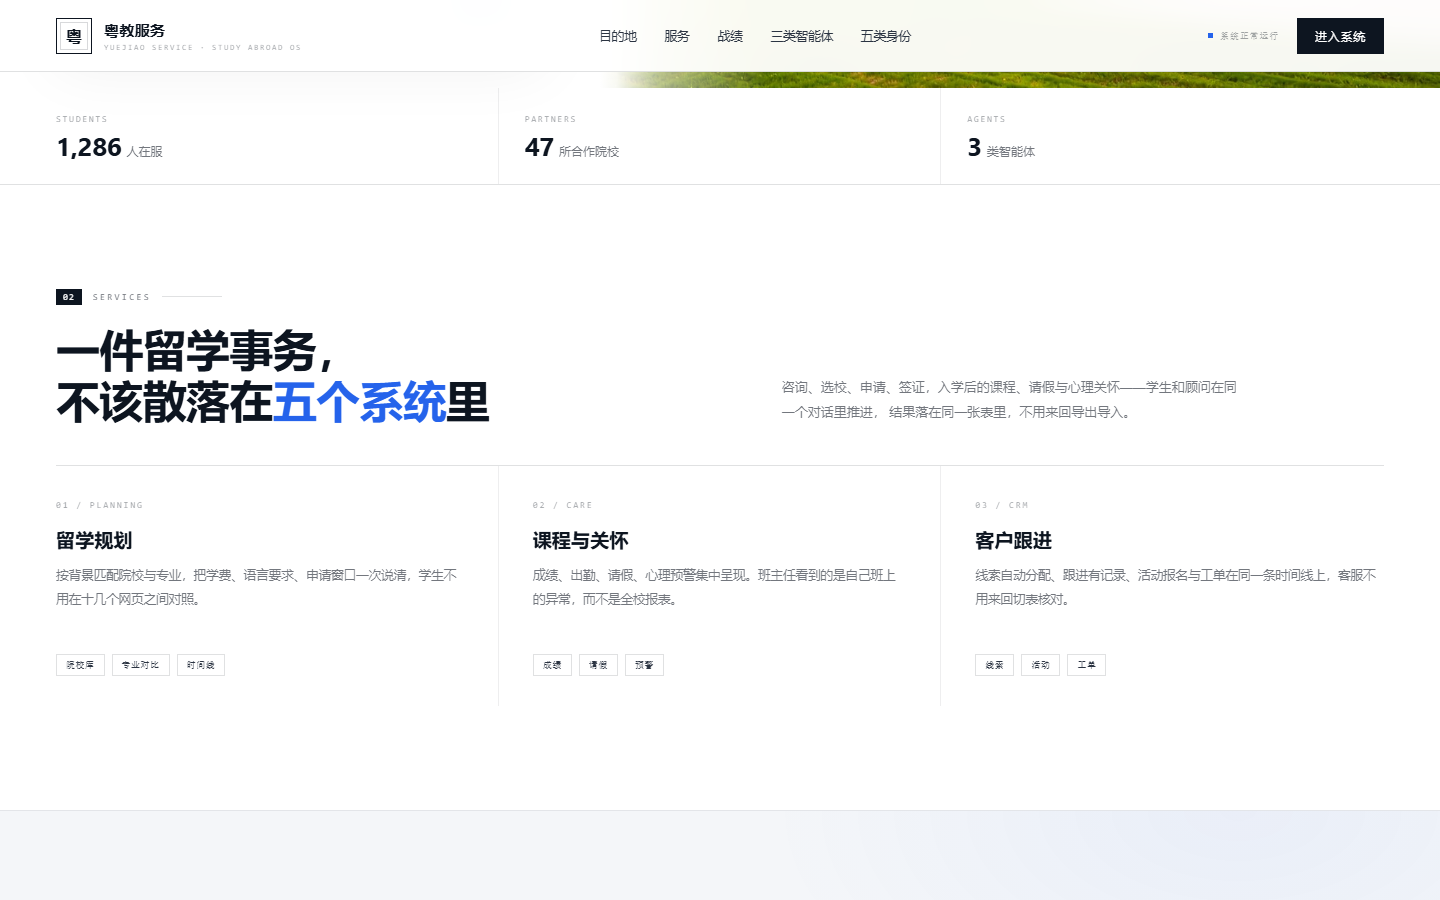 粤
粤教服务
YUEJIAO SERVICE · STUDY ABROAD OS
目的地
服务
战绩
三类智能体
五类身份
系统正常运行
进入系统
STUDENTS
1,286 人在服
PARTNERS
47 所合作院校
AGENTS
3 类智能体
02 SERVICES
一件留学事务，
不该散落在五个系统里
咨询、选校、申请、签证，入学后的课程、请假与心理关怀——学生和顾问在同
一个对话里推进， 结果落在同一张表里，不用来回导出导入。
01 / PLANNING
留学规划
按背景匹配院校与专业，把学费、语言要求、申请窗口一次说清，学生不
用在十几个网页之间对照。
院校库
专业对比
时间线
02 / CARE
课程与关怀
成绩、出勤、请假、心理预警集中呈现。班主任看到的是自己班上
的异常，而不是全校报表。
成绩
请假
预警
03 / CRM
客户跟进
线索自动分配、跟进有记录、活动报名与工单在同一条时间线上，客服不
用来回切表核对。
线索
活动
工单